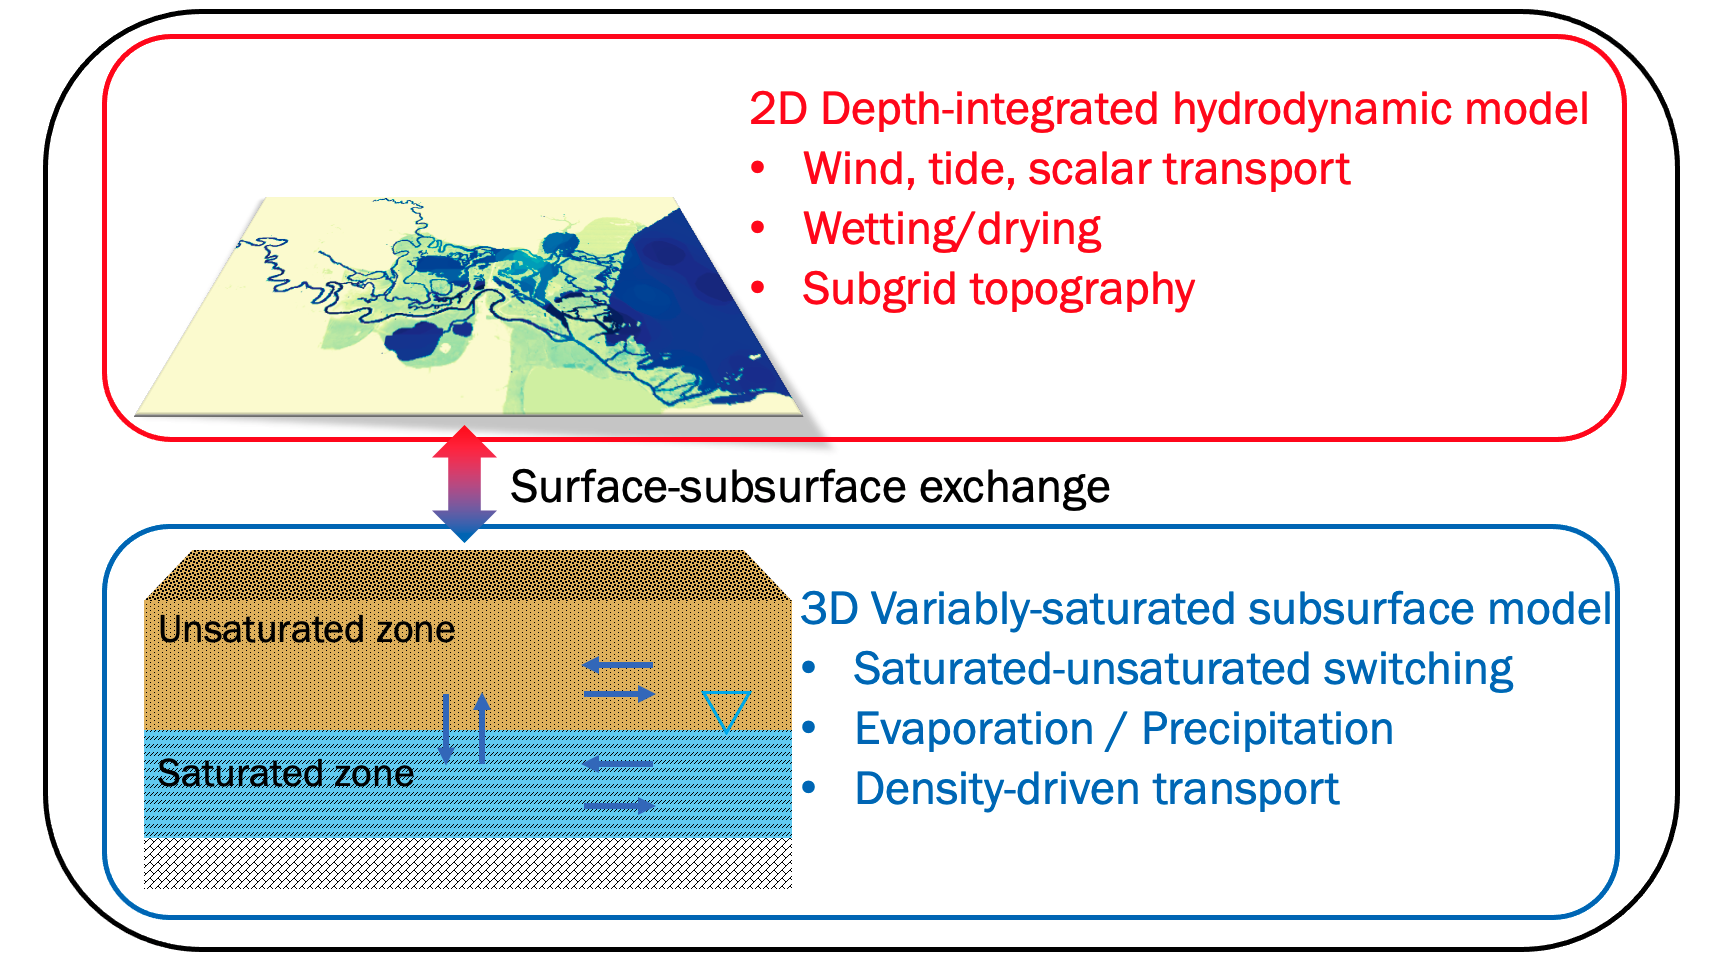 2D Depth-integrated hydrodynamic model
• Wind, tide, scalar transport
• Wetting/drying
• Subgrid topography
Surface-subsurface exchange
Unsaturated zone
Saturated zone
3D Variably-saturated subsurface model
• Saturated-unsaturated switching
• Evaporation / Precipitation
• Density-driven transport